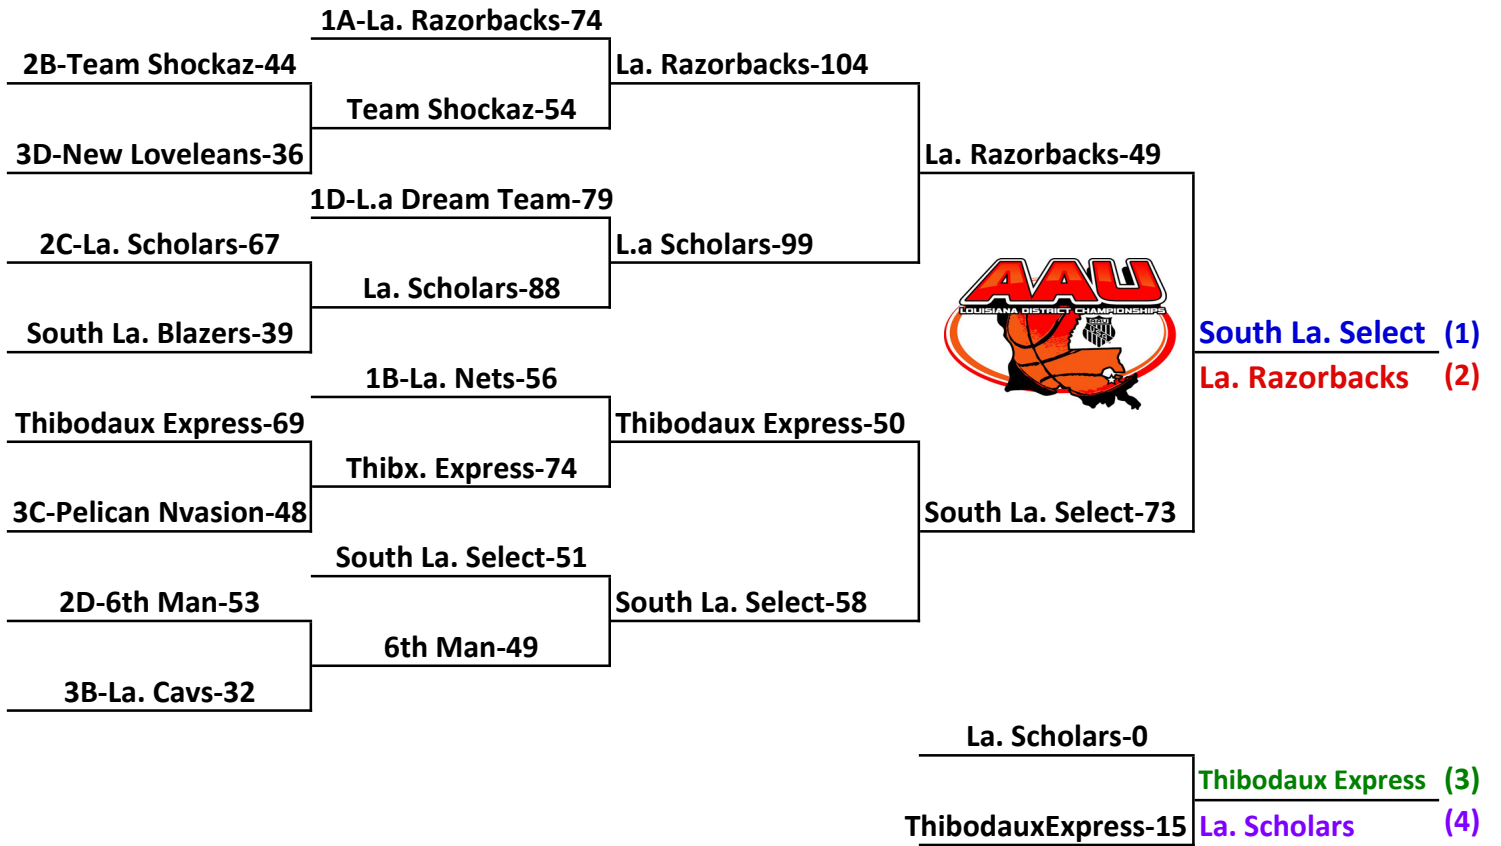 1A-La. Razorbacks-74
2B-Team Shockaz-44
La. Razorbacks-104
Team Shockaz-54
3D-New Loveleans-36
La. Razorbacks-49
1D-L.a Dream Team-79
2C-La. Scholars-67
L.a Scholars-99
La. Scholars-88
AAU
LOUISIANA DISTRICT CHAMPIONSHIPS
AAU
South La. Blazers-39
South La. Select (1)
La. Razorbacks (2)
1B-La. Nets-56
Thibodaux Express-69
Thibodaux Express-50
Thibx. Express-74
3C-Pelican Nvasion-48
South La. Select-73
South La. Select-51
2D-6th Man-53
South La. Select-58
6th Man-49
3B-La. Cavs-32
La. Scholars-0
Thibodaux Express (3)
ThibodauxExpress-15
La. Scholars (4)